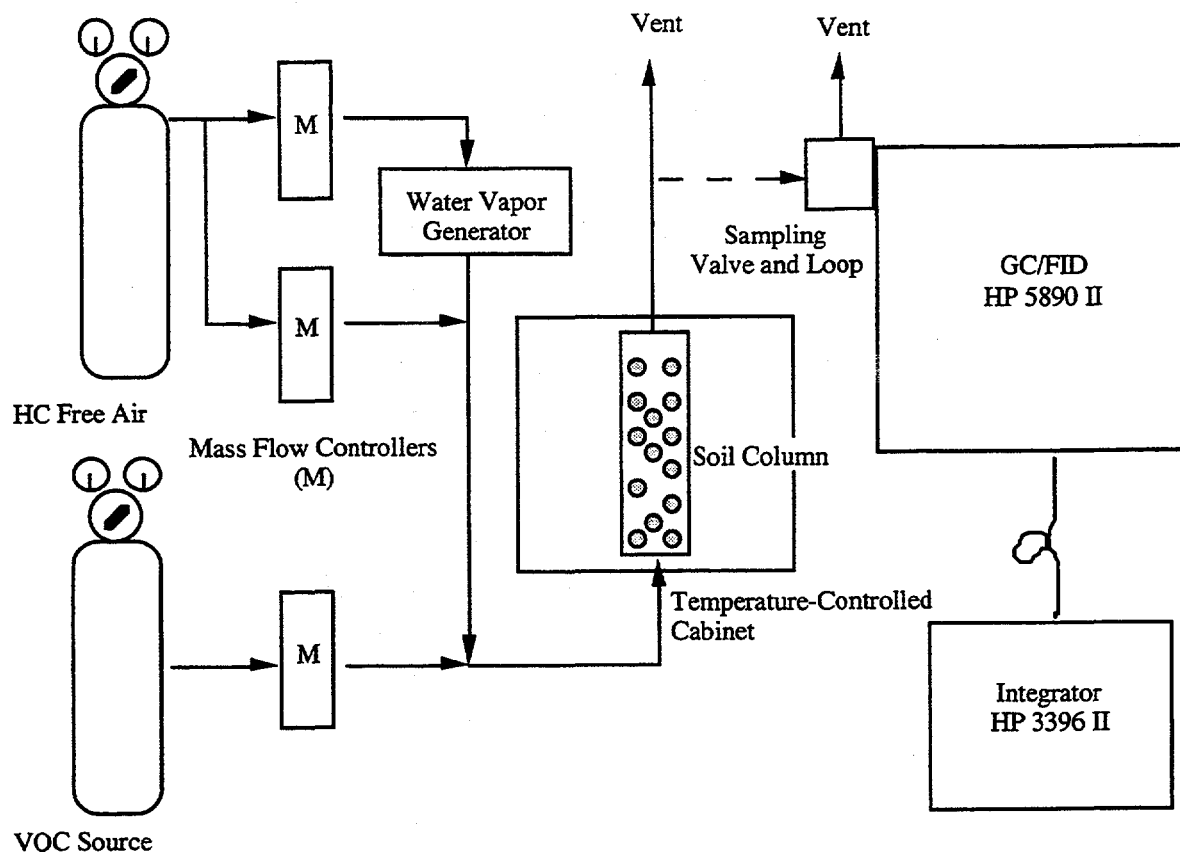 Vent
Vent
M
Water Vapor
Generator
Sampling
Valve and Loop
GC/FID
HP 5890 II
M
HC Free Air
Mass Flow Controllers
(M)
Soil Column
Temperature-Controlled
Cabinet
M
Integrator
HP 3396 II
VOC Source